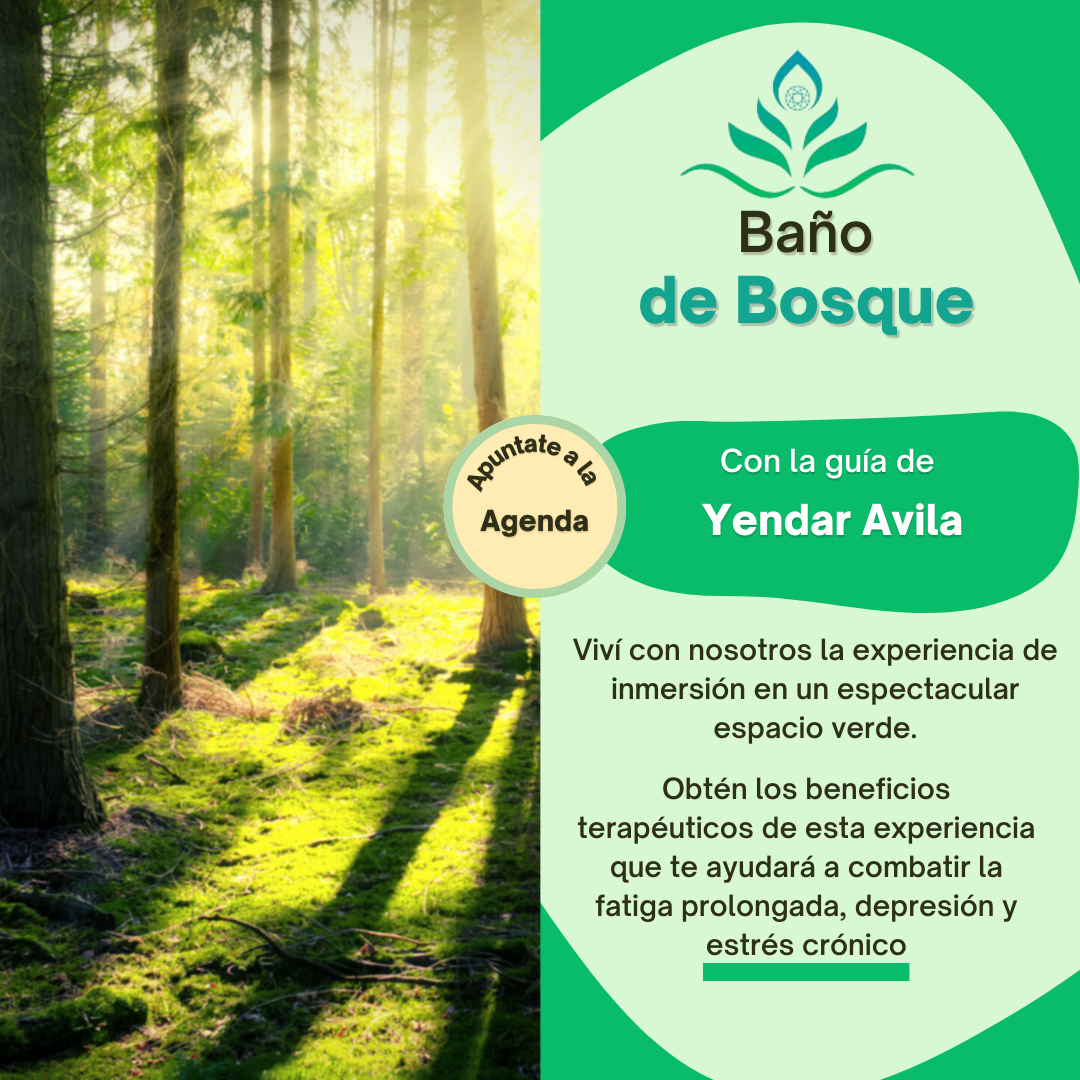 Baño
de Bosque
Apuntate a la
Agenda
Con la guía de
Yendar Avila
Viví con nosotros la experiencia de
inmersión en un espectacular
espacio verde.
Obtén los beneficios
terapéuticos de esta experiencia
que te ayudará a combatir la
fatiga prolongada, depresión y
estrés crónico